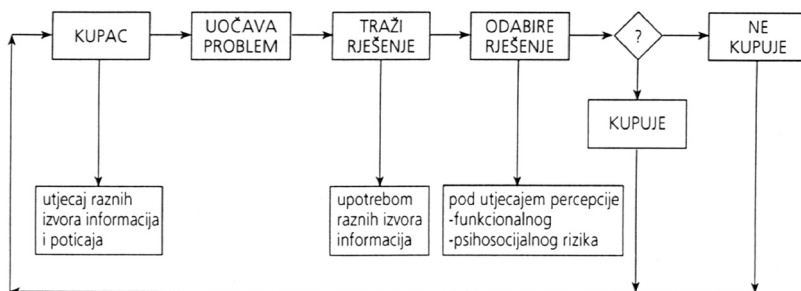 KUPAC
UOČAVA
PROBLEM
TRAŽI
RJEŠENJE
ODABIRE
RJEŠENJE
?
NE
KUPUJE
KUPUJE
utjecaj raznih
izvora informacija
i poticaja
upotrebom
raznih izvora
informacija
pod utjecajem percepcije
-funkcionalnog
-psihosocijalnog rizika